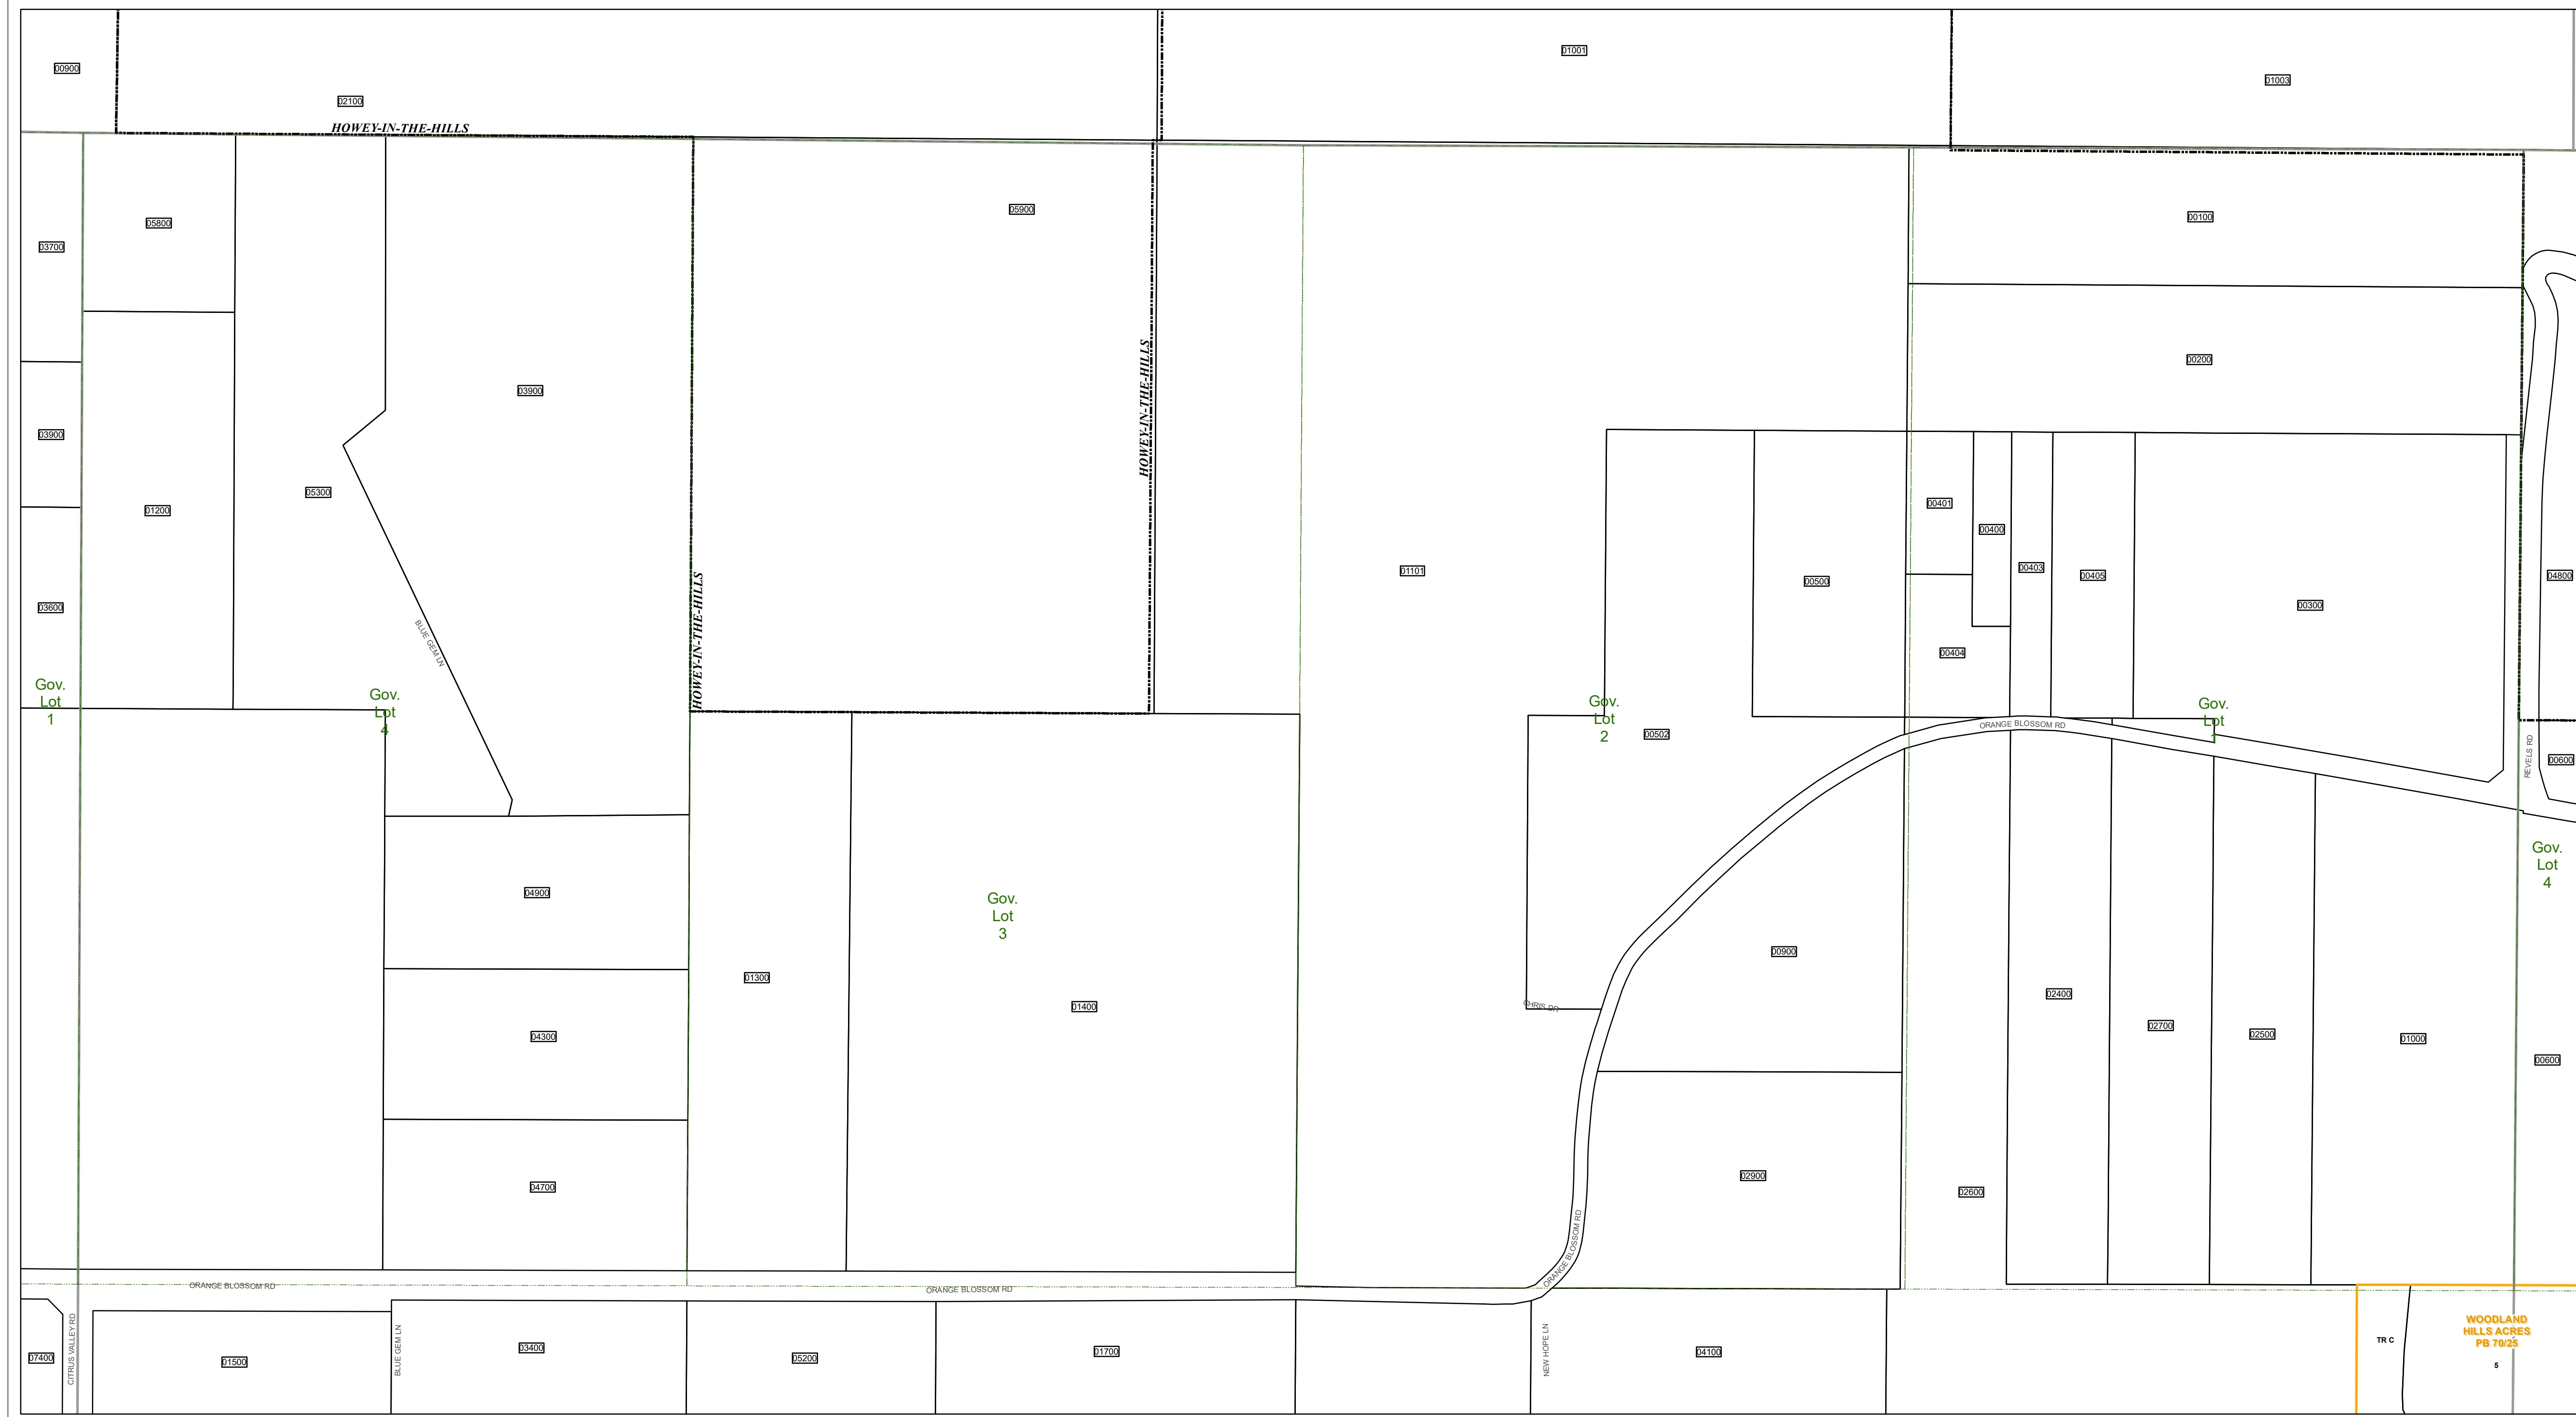 01001
00900
01003
02100
HOWEY-IN-THE-HILLS
05900
00100
05800
03700
00200
03900
HOWEY-IN-THE-HILLS
03900
05300
00401
01200
00400
00403
01101
00405
04800
00500
00300
03600
HOWEY-IN-THE-HILLS
BLUE GEM LN
00404
Gov.
Lot
1
Gov.
Lot
4
Gov.
Lot
2
Gov.
Lot
1
ORANGE BLOSSOM RD
00502
REVELS RD
00600
Gov.
Lot
4
04900
Gov.
Lot
3
00900
01300
02400
CHRIS DR
01400
02700
02500
04300
01000
00600
02900
04700
02600
ORANGE BLOSSOM RD
ORANGE BLOSSOM RD
ORANGE BLOSSOM RD
CITRUS VALLEY RD
BLUE GEM LN
NEW HOPE LN
WOODLAND
HILLS ACRES
PB 70/25
TR C
5
07400
01500
03400
05200
01700
04100